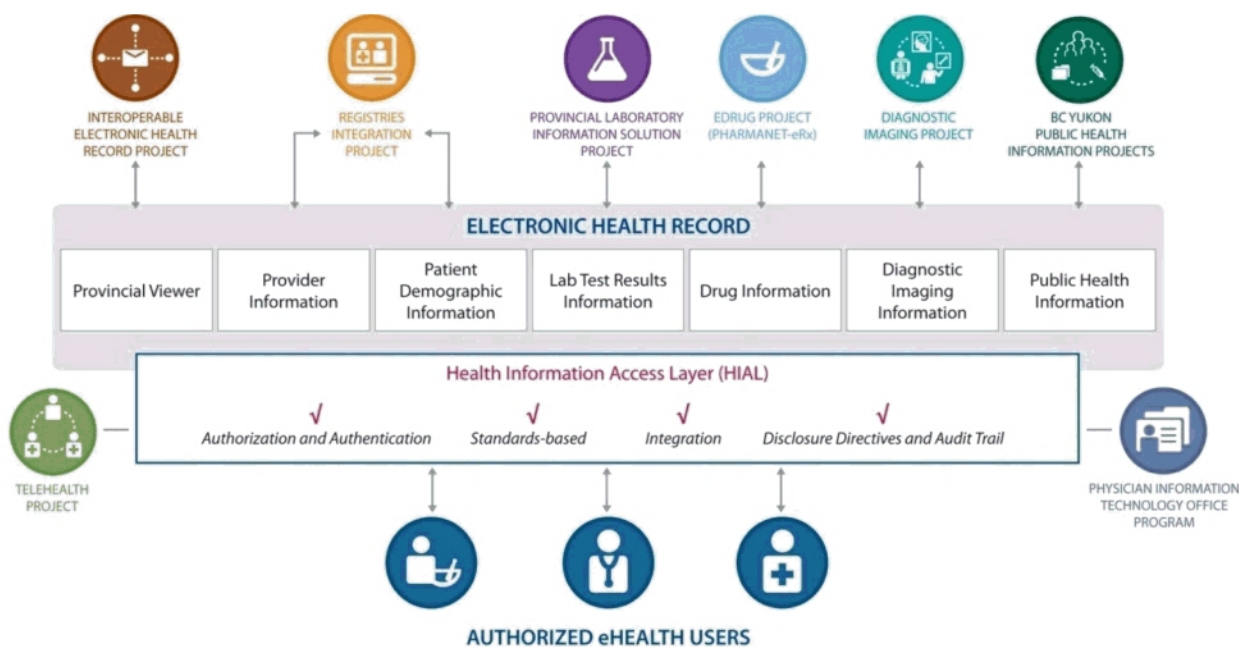 INTEROPERABLE
ELECTRONIC HEALTH
RECORD PROJECT
REGISTRIES
INTEGRATION
PROJECT
PROVINCIAL LABORATORY
INFORMATION SOLUTION
PROJECT
EDRUG PROJECT
(PHARMANET-eRx)
DIAGNOSTIC
IMAGING PROJECT
BC YUKON
PUBLIC HEALTH
INFORMATION PROJECTS
ELECTRONIC HEALTH RECORD
Provincial Viewer
Provider
Information
Patient
Demographic
Information
Lab Test Results
Information
Drug Information
Diagnostic
Imaging
Information
Public Health
Information
Health Information Access Layer (HIAL)
√ √ √ √
Authorization and Authentication
Standards-based
Integration
Disclosure Directives and Audit Trail
TELEHEALTH
PROJECT
PHYSICIAN INFORMATION
TECHNOLOGY OFFICE
PROGRAM
AUTHORIZED eHEALTH USERS